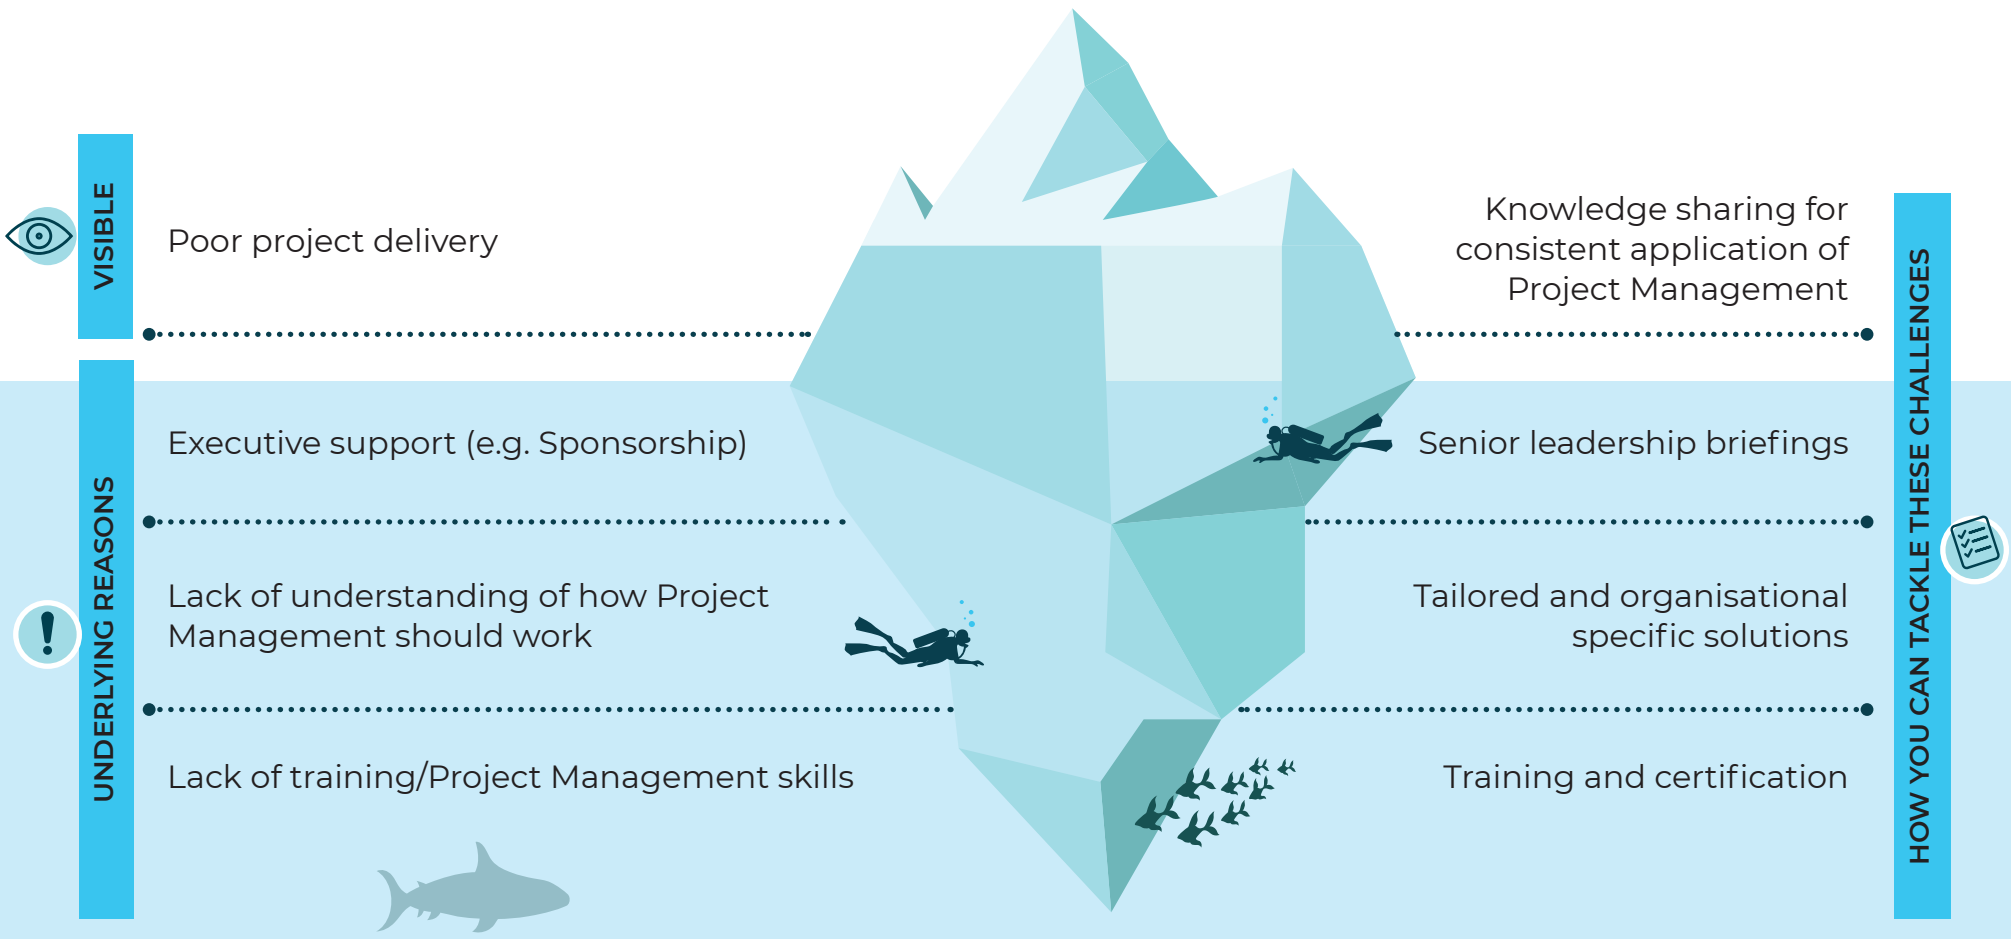 VISIBLE
Poor project delivery
UNDERLYING REASONS
Executive support (e.g. Sponsorship)
Lack of understanding of how Project
Management should work
Lack of training/Project Management skills
HOW YOU CAN TACKLE THESE CHALLENGES
Knowledge sharing for
consistent application of
Project Management
Senior leadership briefings
Tailored and organisational
specific solutions
Training and certification